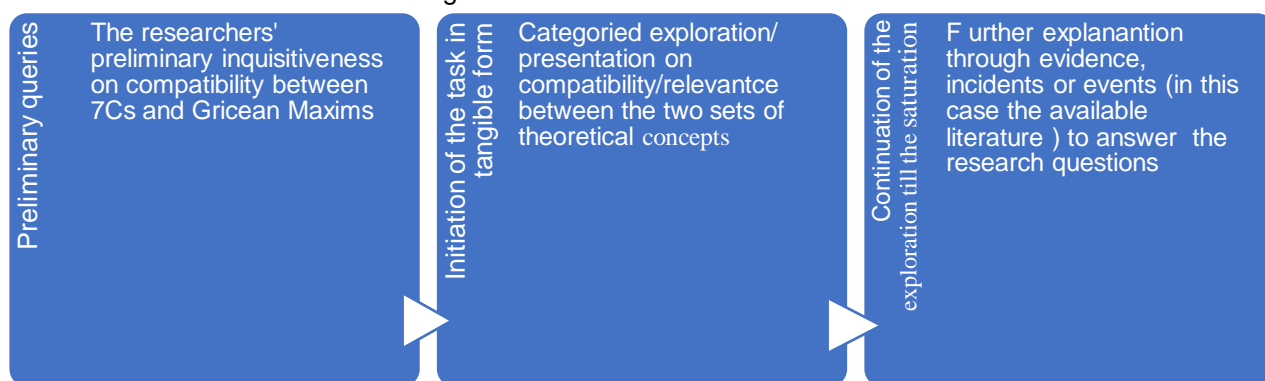 Preliminary queries
The researchers'
preliminary inquisitiveness
on compatibility between
7Cs and Gricean Maxims
Initiation of the task in
tangible form
Categoried exploration/
presentation on
compatibility/relevantce
between the two sets of
theoretical concepts
Continuation of the
exploration till the saturation
F urther explanantion
through evidence,
incidents or events (in this
case the available
literature ) to answer the
research questions